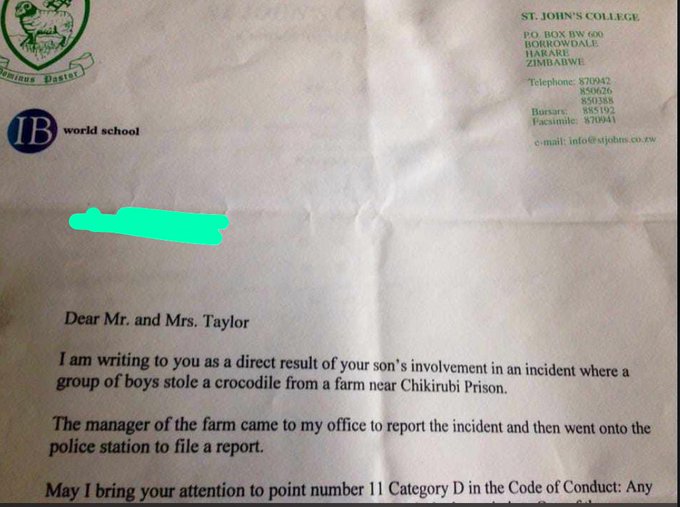 ST. JOHN'S COLLEGE
P.O. BOX BW 600
BORROWDALE
HARARE
ZIMBABWE
Telephone: 870942
850626
850388
Bursars: 885192
Facsimile: 870941
e-mail: info@stjohns.co.zw
Dominus Pastor
IB world school
Dear Mr. and Mrs. Taylor
I am writing to you as a direct result of your son's involvement in an incident where a
group of boys stole a crocodile from a farm near Chikirubi Prison.
The manager of the farm came to my office to report the incident and then went onto the
police station to file a report.
May I bring your attention to point number 11 Category D in the Code of Conduct: Any